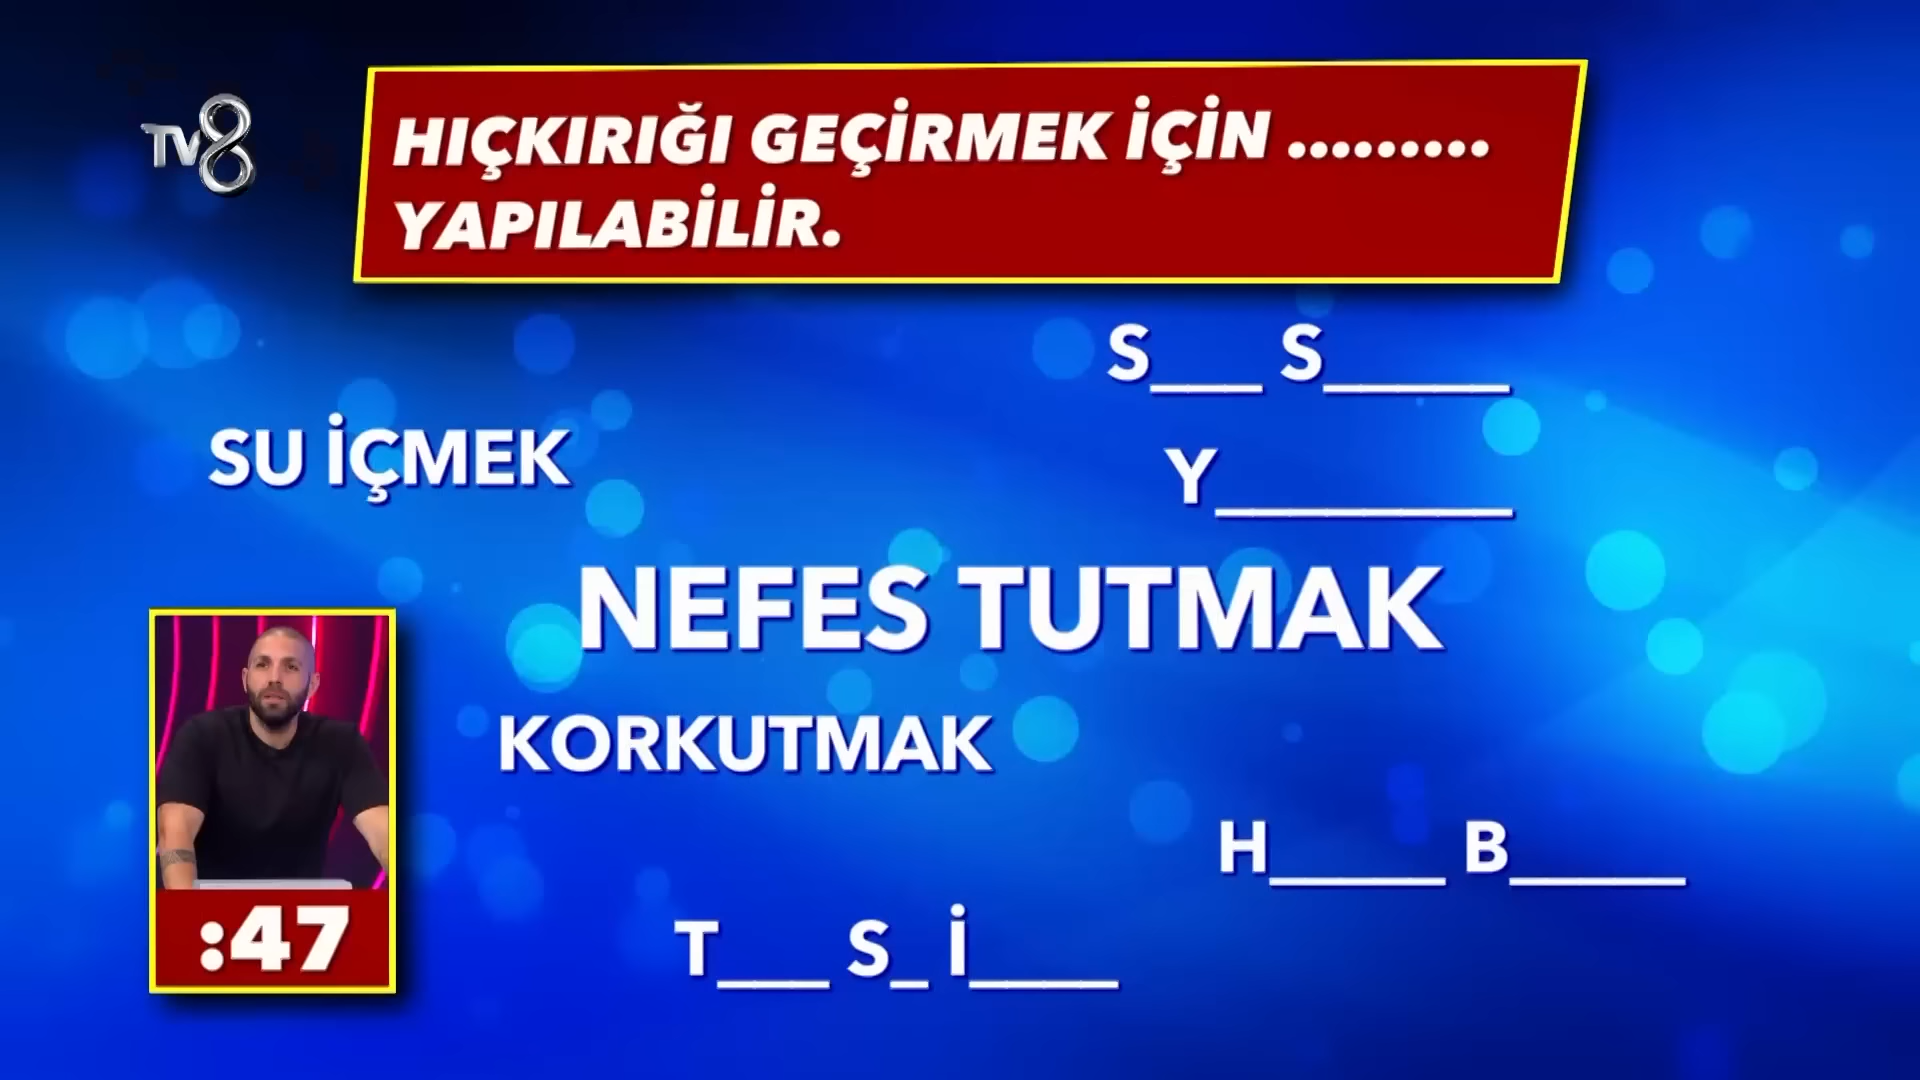 TV8
HIÇKIRIĞI GEÇİRMEK İÇİN .........
YAPILABİLİR.
S___ S_____
SU İÇMEK
Y________
NEFES TUTMAK
KORKUTMAK
H_____ B_____
T___ S_ İ____
:47